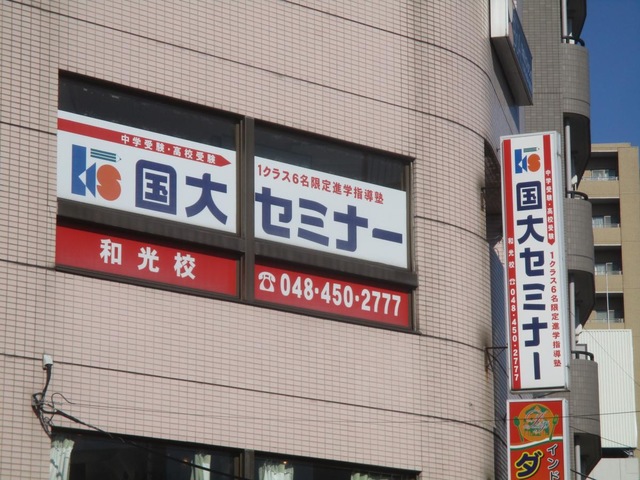 中学受験・高校受験
KS
国大
セミナー
1クラス6名限定進学指導塾
和光校
☎048・450・2777
KS
国大セミナー
中学受験・高校受験
1クラス6名限定進学指導塾
和光校
☎048・450・2777
インド
ダ